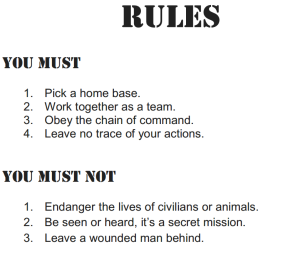 RULES
YOU MUST
1. Pick a home base.
2. Work together as a team.
3. Obey the chain of command.
4. Leave no trace of your actions.
YOU MUST NOT
1. Endanger the lives of civilians or animals.
2. Be seen or heard, it's a secret mission.
3. Leave a wounded man behind.